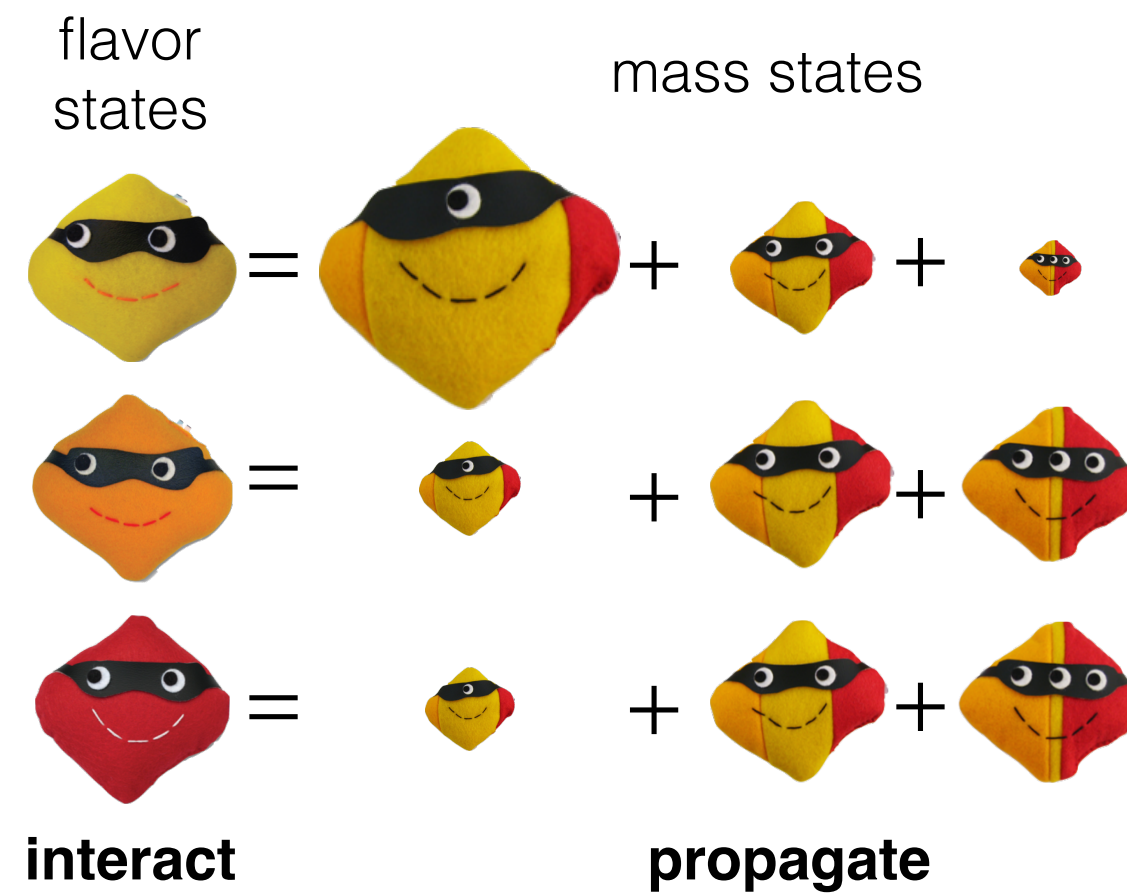 flavor
states
mass states
= + +
= + +
= + +
interact
propagate